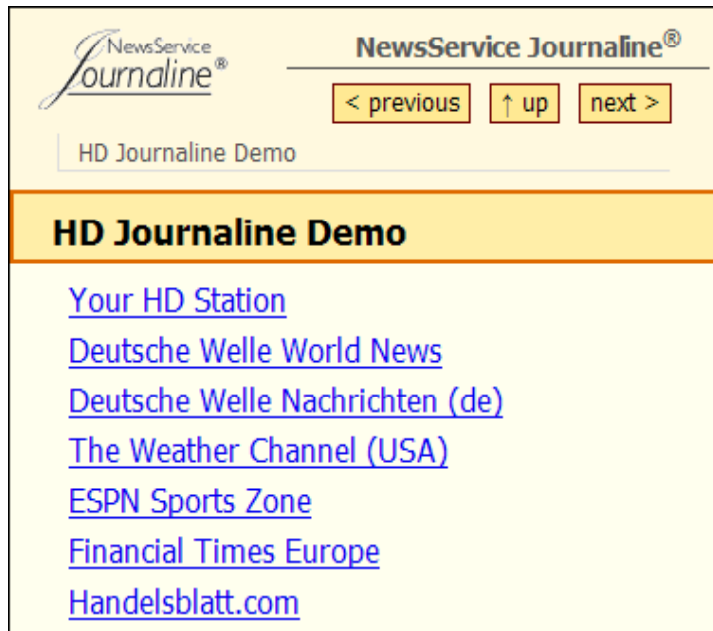 NewsService
Journaline®
NewsService Journaline®
< previous
↑ up
next >
HD Journaline Demo
HD Journaline Demo
Your HD Station
Deutsche Welle World News
Deutsche Welle Nachrichten (de)
The Weather Channel (USA)
ESPN Sports Zone
Financial Times Europe
Handelsblatt.com